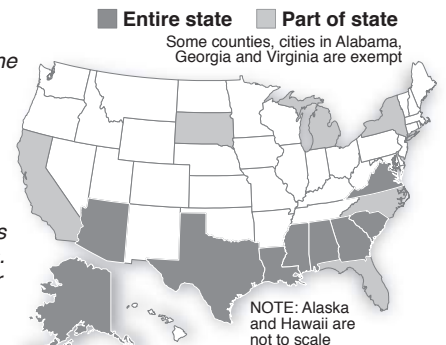 Entire state Part of state
Some counties, cities in Alabama,
Georgia and Virginia are exempt
NOTE: Alaska
and Hawaii are
not to scale